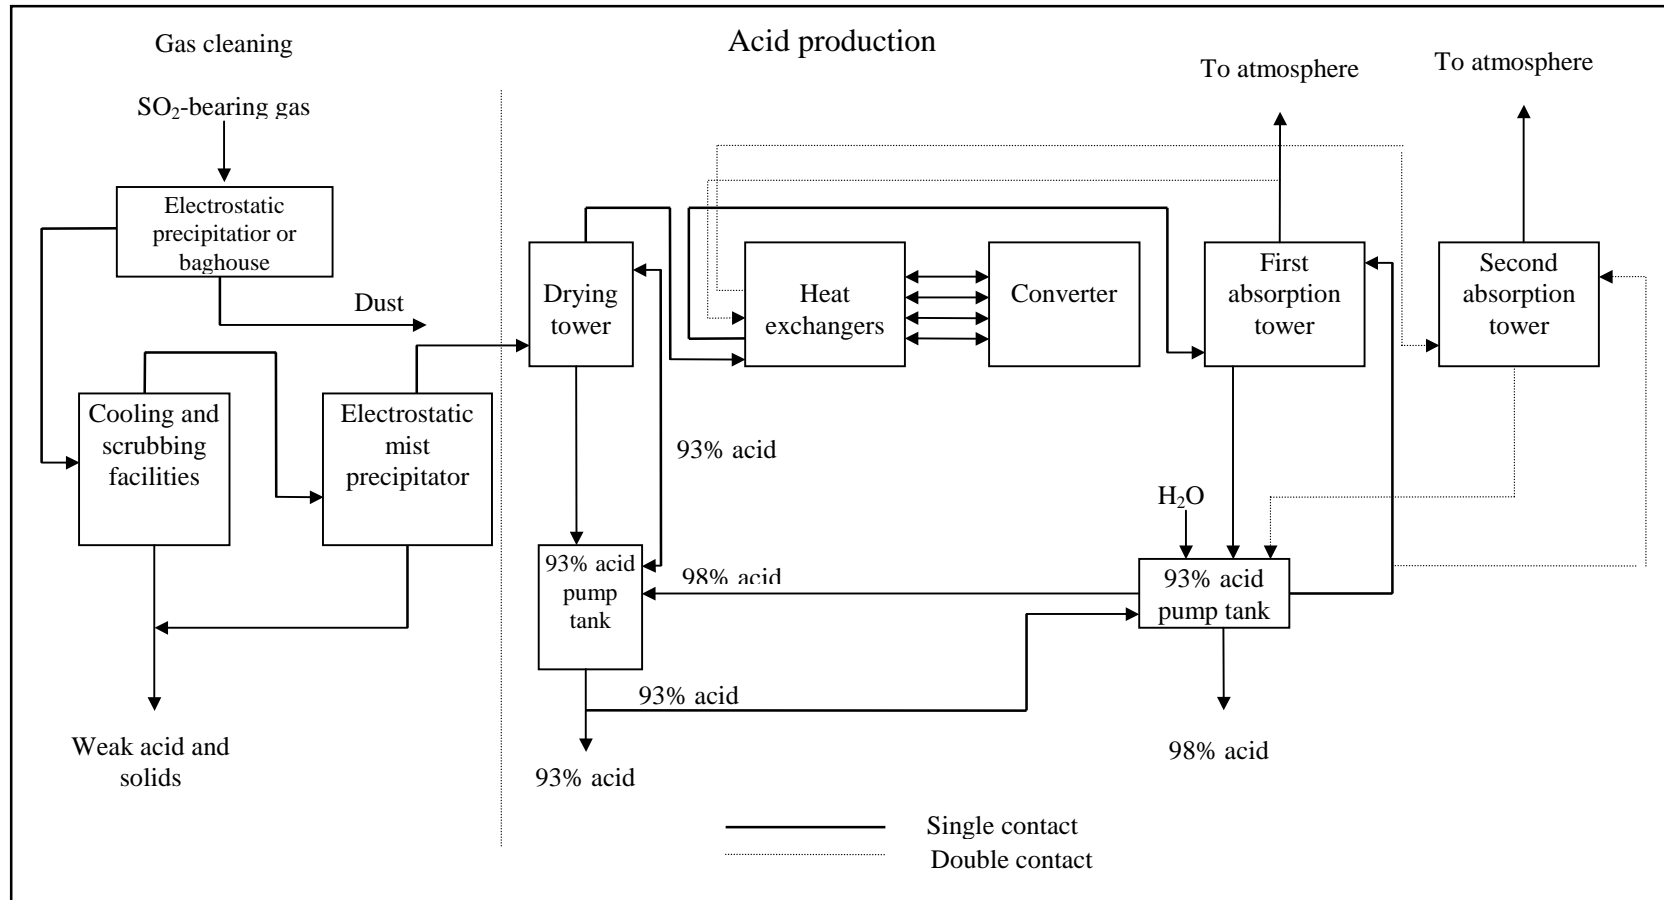 Gas cleaning
Acid production
To atmosphere
To atmosphere
SO₂-bearing gas
Electrostatic
precipitatior or
baghouse
Dust
Drying
tower
Heat
exchangers
Converter
First
absorption
tower
Second
absorption
tower
Cooling and
scrubbing
facilities
Electrostatic
mist
precipitator
93% acid
H₂O
93% acid
pump
tank
98% acid
93% acid
pump tank
93% acid
Weak acid and
solids
93% acid
98% acid
Single contact
Double contact